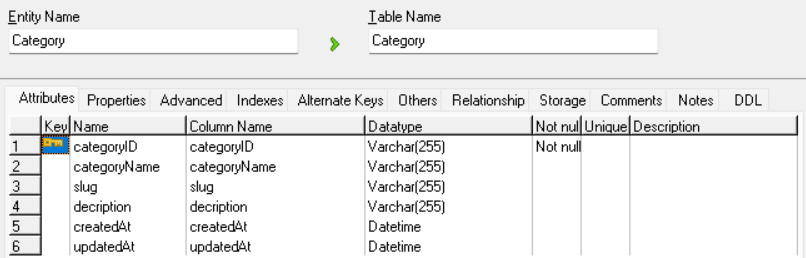 Entity Name Table Name
Category Category
Attributes Properties Advanced Indexes Alternate Keys Others Relationship Storage Comments Notes DDL
Key Name Column Name Datatype Not nul Unique Description
1 categoryID categoryID Varchar(255) Not null
2 categoryName categoryName Varchar(255)
3 slug slug Varchar(255)
4 decription decription Varchar(255)
5 createdAt createdAt Datetime
6 updatedAt updatedAt Datetime